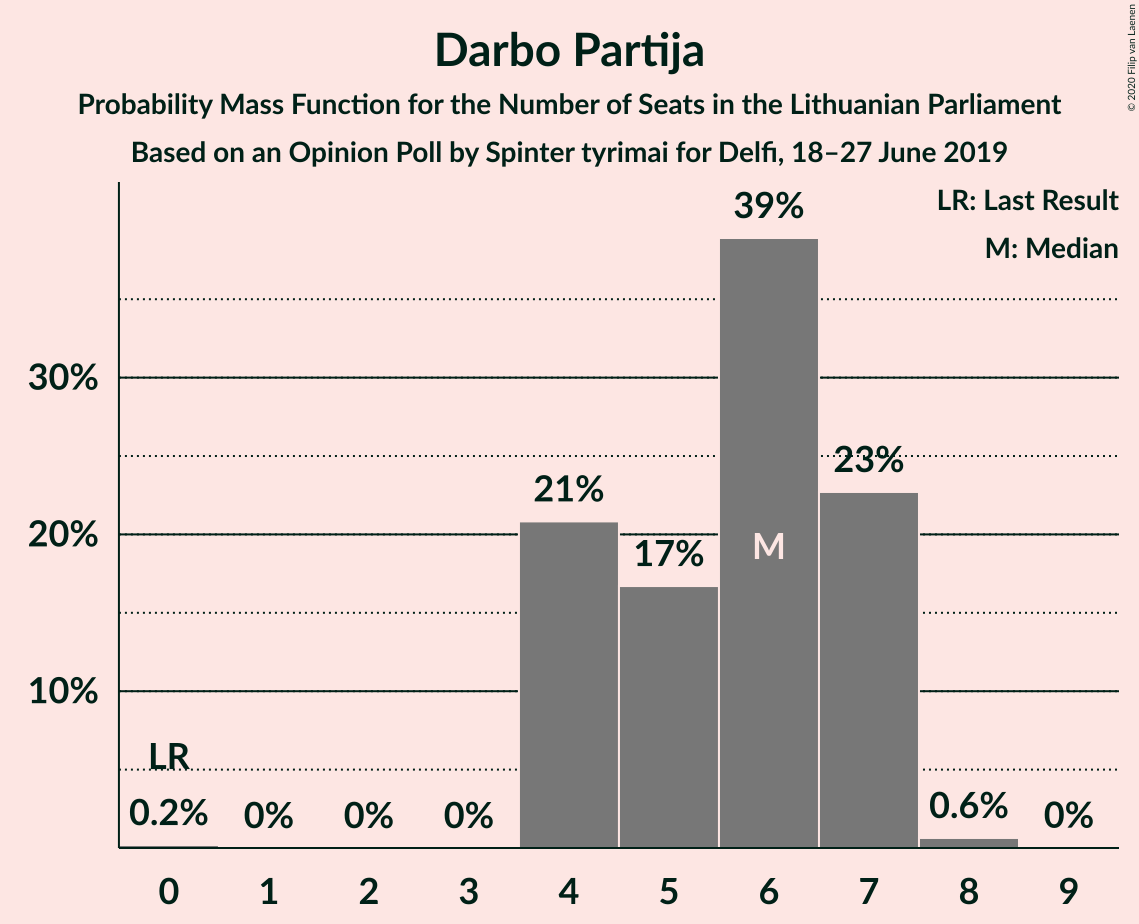 Darbo Partija
Probability Mass Function for the Number of Seats in the Lithuanian Parliament
Based on an Opinion Poll by Spinter tyrimai for Delfi, 18–27 June 2019
© 2020 Filip van Laenen
LR: Last Result
M: Median
39%
30%
23%
21%
20%
17%
M
10%
LR
0.2% 0% 0% 0% 0.6% 0%
0 1 2 3 4 5 6 7 8 9